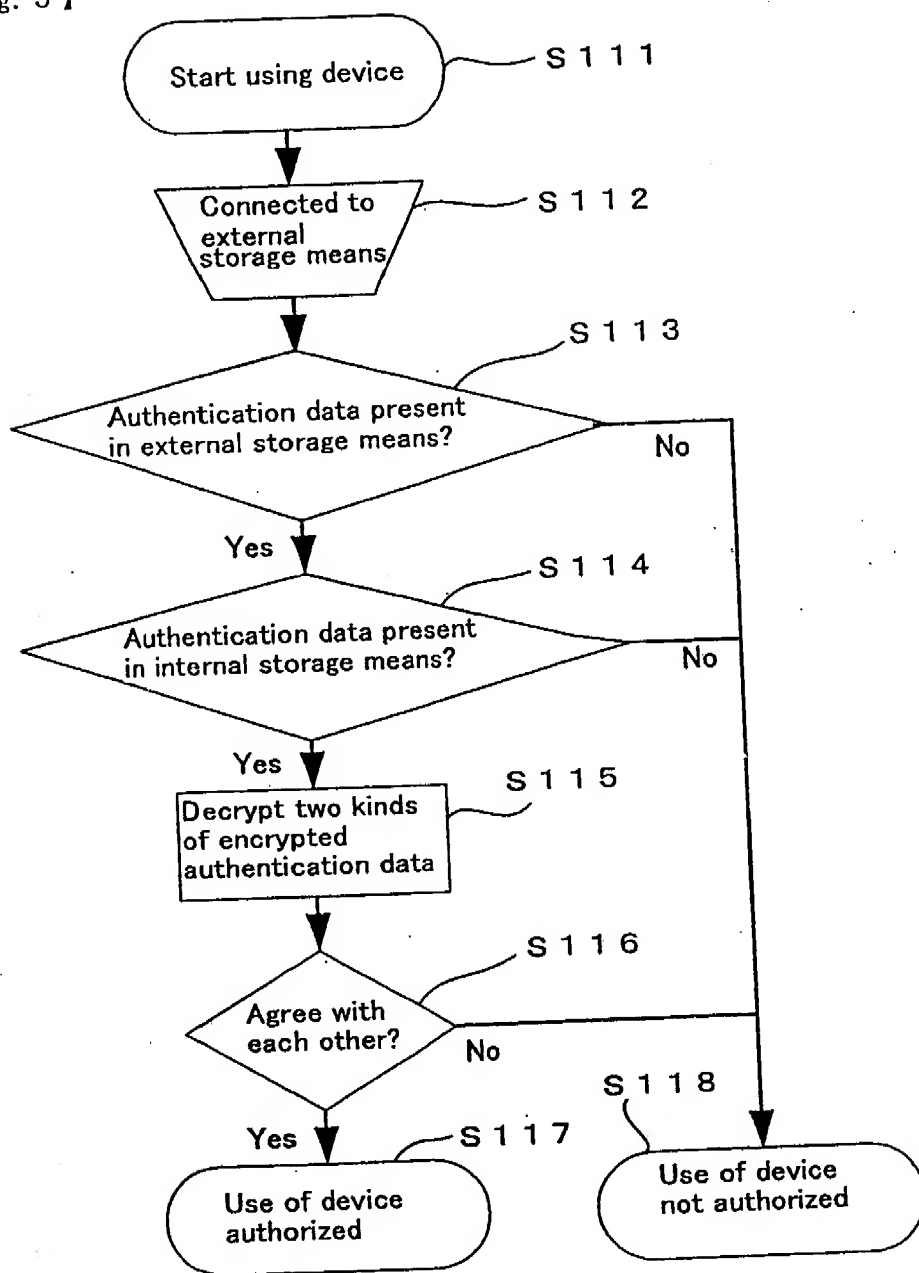 Start using device
S111
Connected to
external
storage means
S112
S113
Authentication data present
in external storage means?
No
Yes
S114
Authentication data present
in internal storage means?
No
Yes
S115
Decrypt two kinds
of encrypted
authentication data
S116
Agree with
each other?
No
S118
Yes
S117
Use of device
authorized
Use of device
not authorized